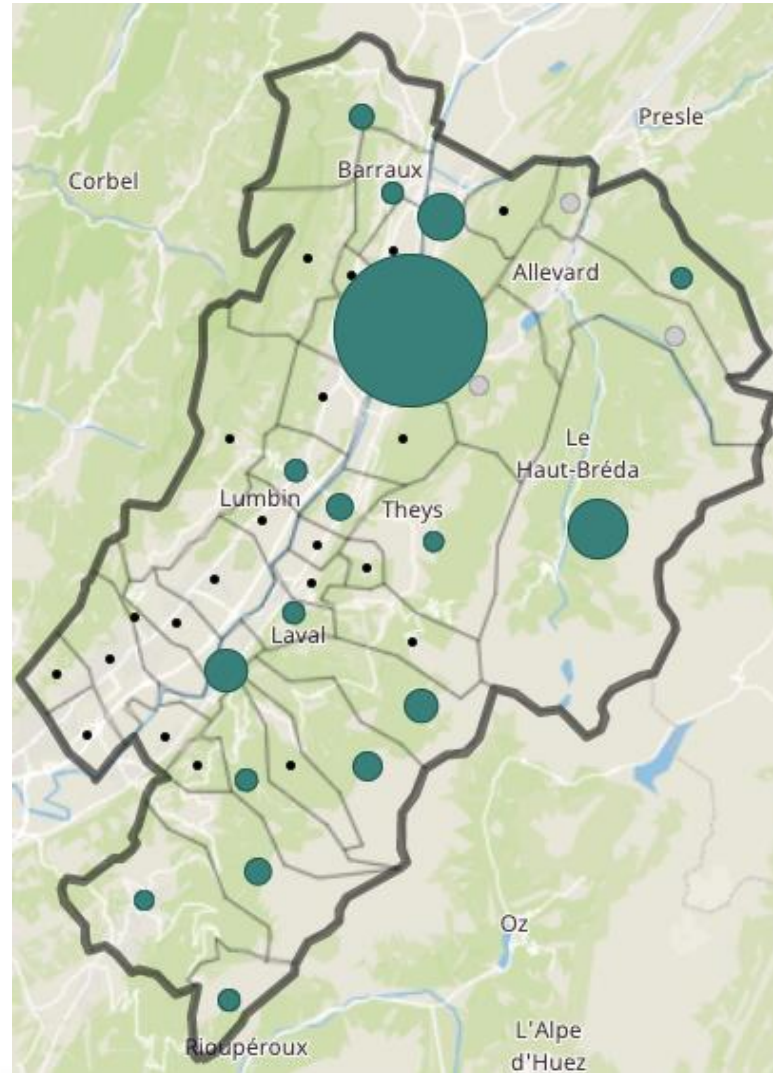 Presle
Barraux
Corbel
Allevard
Le
Haut-Bréda
Lumbin
Theys
Laval
Oz
Rioupéroux
L'Alpe
d'Huez